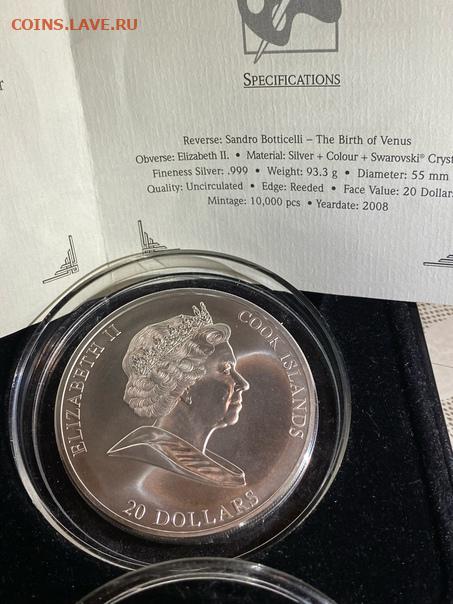 COINS.LAVE.RU
r
SPECIFICATIONS
Reverse: Sandro Botticelli – The Birth of Venus
Obverse: Elizabeth II. • Material: Silver + Colour + Swarovski® Cryst
Fineness Silver: .999 • Weight: 93.3 g • Diameter: 55 mm
Quality: Uncirculated • Edge: Reeded • Face Value: 20 Dollars
Mintage: 10,000 pcs • Yeardate: 2008
ELIZABETH II
COOK ISLANDS
20 DOLLARS